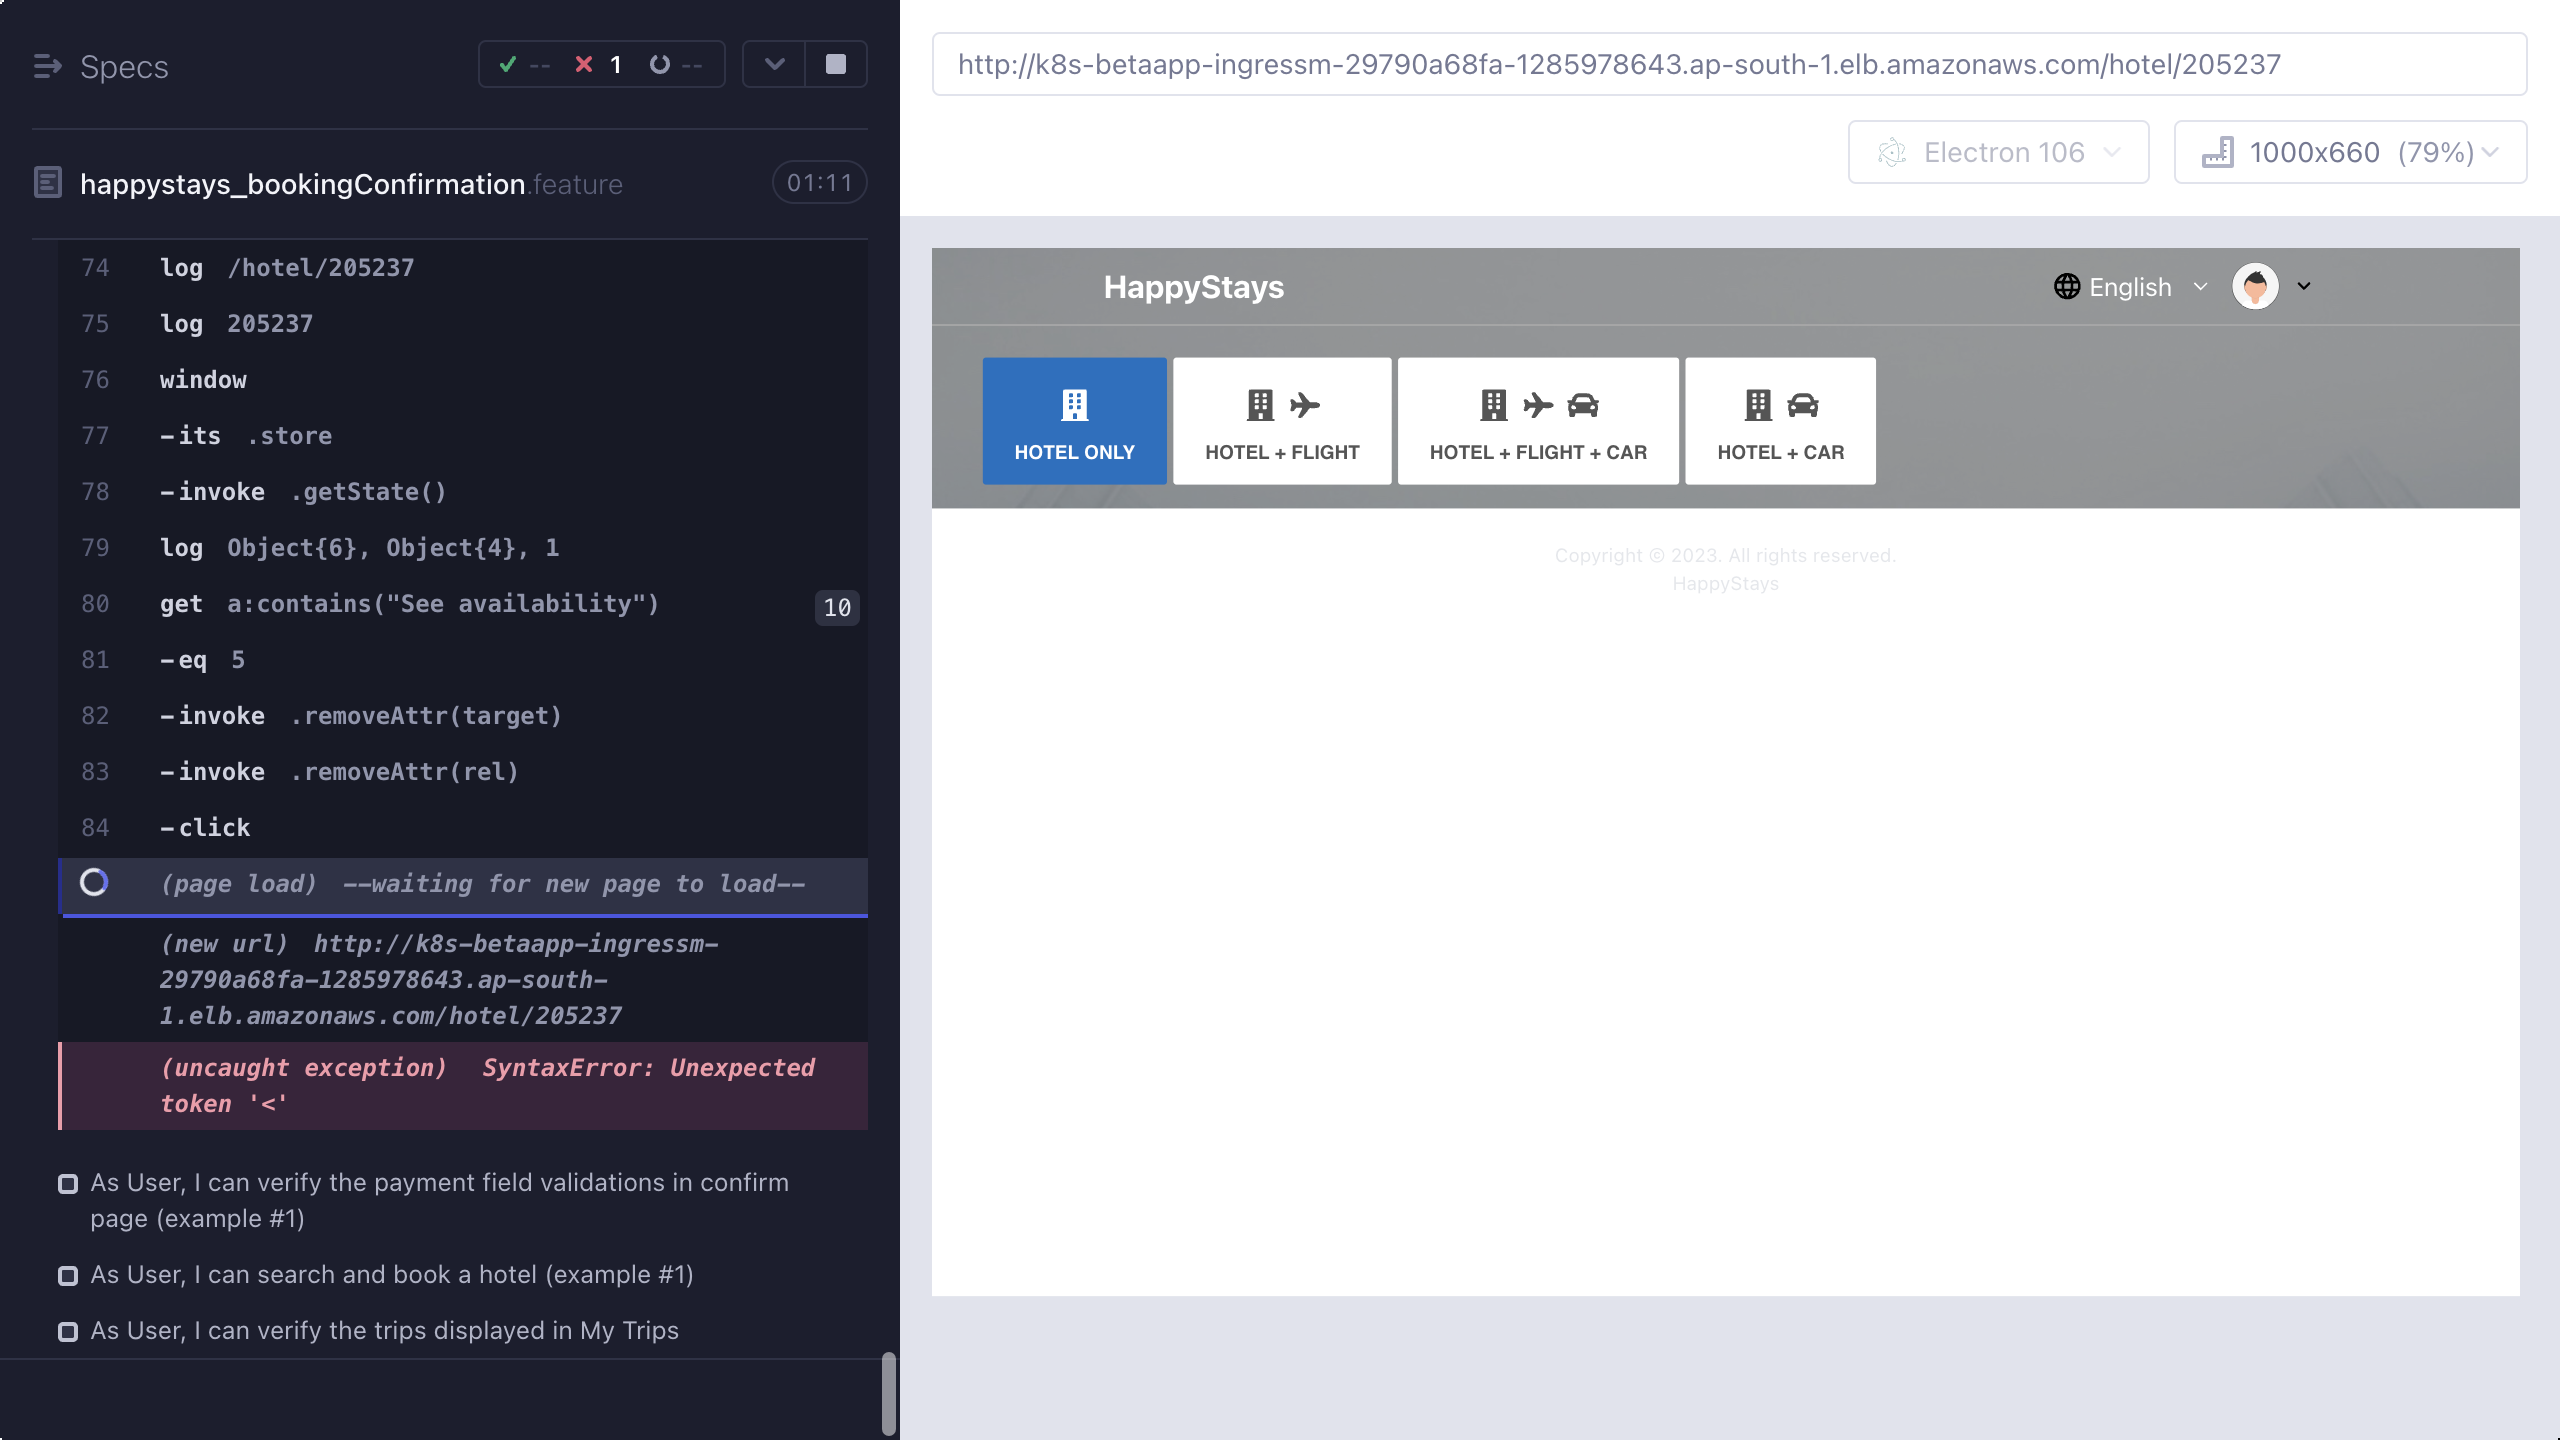 Specs
-- 1 --
happystays_bookingConfirmation.feature 01:11
74 log /hotel/205237
75 log 205237
76 window
77 -its .store
78 -invoke .getState()
79 log Object{6}, Object{4}, 1
80 get a:contains("See availability") 10
81 -eq 5
82 -invoke .removeAttr(target)
83 -invoke .removeAttr(rel)
84 -click
(page load) --waiting for new page to load--
(new url) http://k8s-betaapp-ingressm-
29790a68fa-1285978643.ap-south-
1.elb.amazonaws.com/hotel/205237
(uncaught exception) SyntaxError: Unexpected
token '<'
As User, I can verify the payment field validations in confirm
page (example #1)
As User, I can search and book a hotel (example #1)
As User, I can verify the trips displayed in My Trips
http://k8s-betaapp-ingressm-29790a68fa-1285978643.ap-south-1.elb.amazonaws.com/hotel/205237
Electron 106
1000x660 (79%)
HappyStays
English
HOTEL ONLY
HOTEL + FLIGHT
HOTEL + FLIGHT + CAR
HOTEL + CAR
Copyright © 2023. All rights reserved.
HappyStays